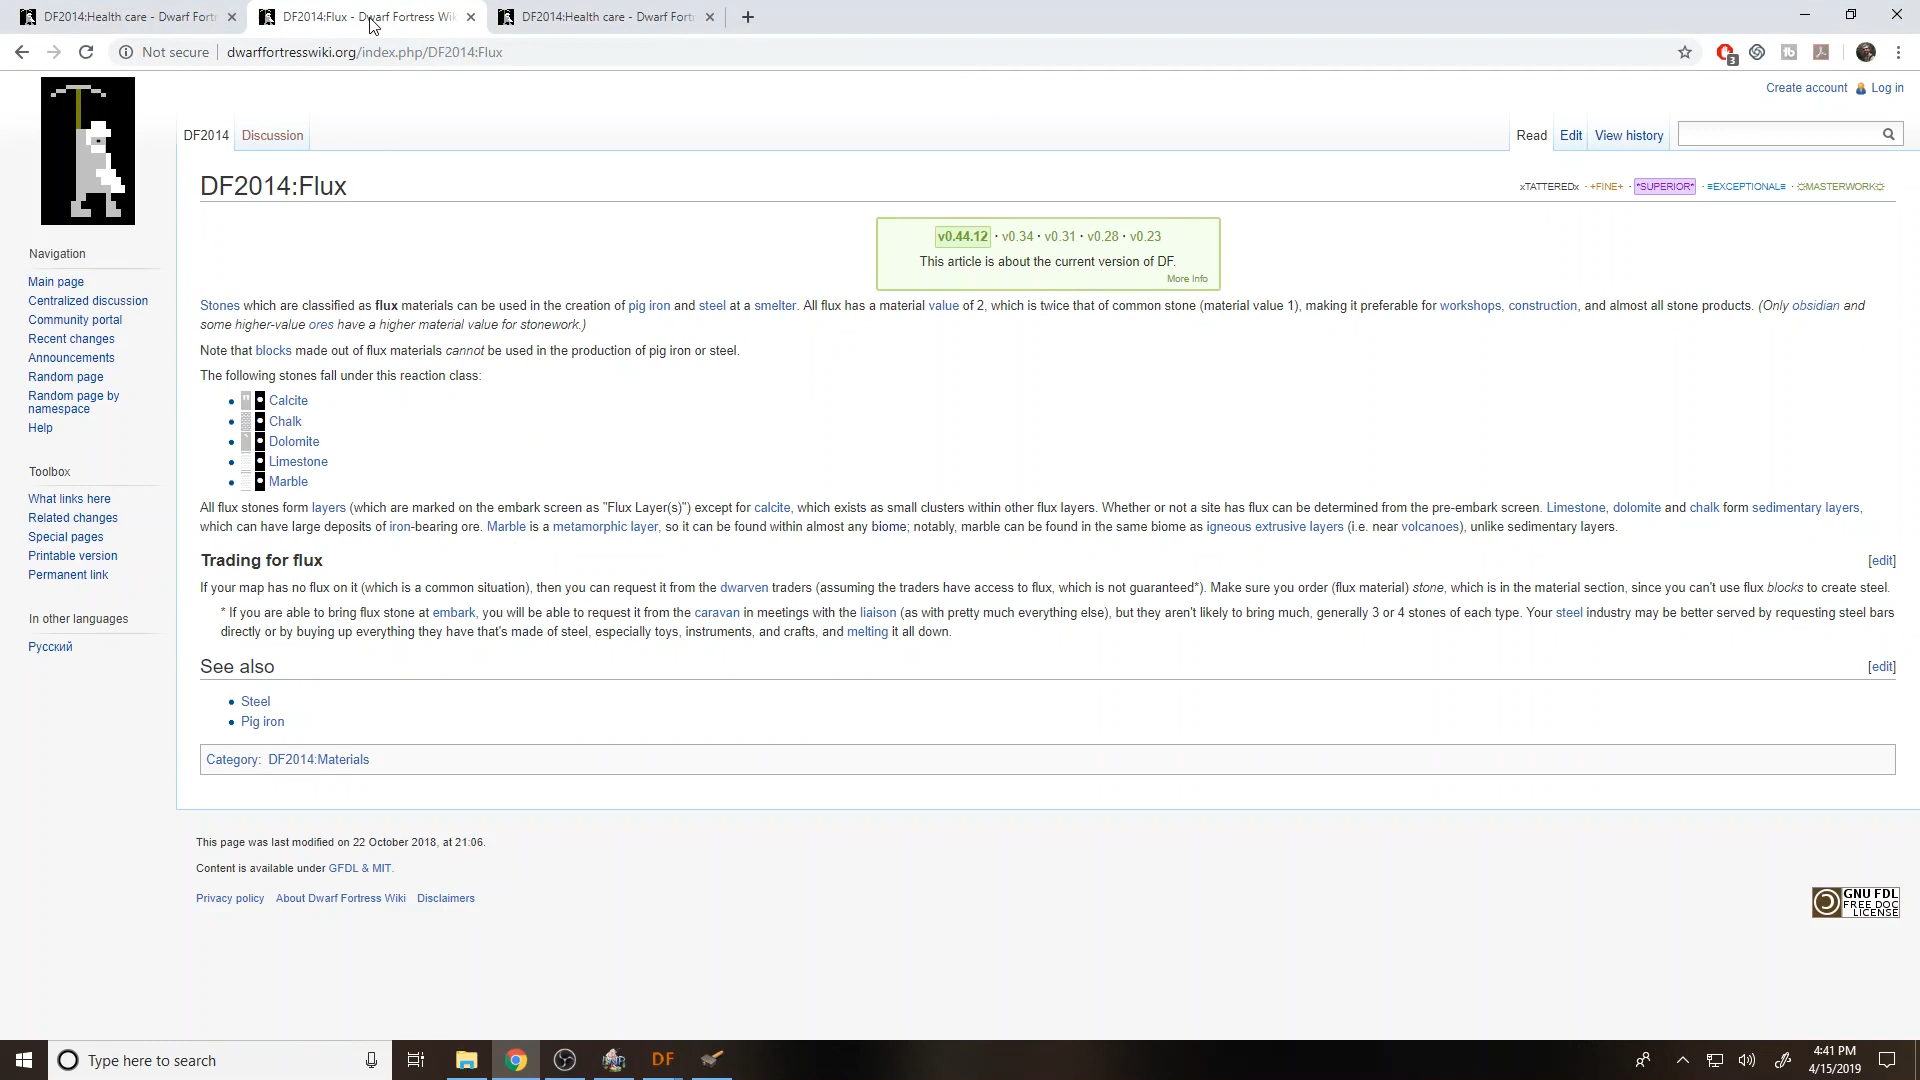 DF2014:Health care - Dwarf Fort
DF2014:Flux - Dwarf Fortress Wik
DF2014:Health care - Dwarf Fort
Not secure
dwarffortresswiki.org/index.php/DF2014:Flux
3
Create account
Log in
DF2014
Discussion
Read
Edit
View history
DF2014:Flux
xTATTEREDx · +FINE+ · *SUPERIOR* · ≡EXCEPTIONAL≡ · ☼MASTERWORK☼
v0.44.12 · v0.34 · v0.31 · v0.28 · v0.23
This article is about the current version of DF.
More Info
Navigation
Main page
Centralized discussion
Community portal
Recent changes
Announcements
Random page
Random page by
namespace
Help
Toolbox
What links here
Related changes
Special pages
Printable version
Permanent link
In other languages
Русский
Stones which are classified as flux materials can be used in the creation of pig iron and steel at a smelter. All flux has a material value of 2, which is twice that of common stone (material value 1), making it preferable for workshops, construction, and almost all stone products. (Only obsidian and
some higher-value ores have a higher material value for stonework.)
Note that blocks made out of flux materials cannot be used in the production of pig iron or steel.
The following stones fall under this reaction class:
• Calcite
• Chalk
• Dolomite
• Limestone
• Marble
All flux stones form layers (which are marked on the embark screen as "Flux Layer(s)") except for calcite, which exists as small clusters within other flux layers. Whether or not a site has flux can be determined from the pre-embark screen. Limestone, dolomite and chalk form sedimentary layers,
which can have large deposits of iron-bearing ore. Marble is a metamorphic layer, so it can be found within almost any biome; notably, marble can be found in the same biome as igneous extrusive layers (i.e. near volcanoes), unlike sedimentary layers.
Trading for flux
[edit]
If your map has no flux on it (which is a common situation), then you can request it from the dwarven traders (assuming the traders have access to flux, which is not guaranteed*). Make sure you order (flux material) stone, which is in the material section, since you can't use flux blocks to create steel.
* If you are able to bring flux stone at embark, you will be able to request it from the caravan in meetings with the liaison (as with pretty much everything else), but they aren't likely to bring much, generally 3 or 4 stones of each type. Your steel industry may be better served by requesting steel bars
directly or by buying up everything they have that's made of steel, especially toys, instruments, and crafts, and melting it all down.
See also
[edit]
• Steel
• Pig iron
Category: DF2014:Materials
This page was last modified on 22 October 2018, at 21:06.
Content is available under GFDL & MIT.
Privacy policy
About Dwarf Fortress Wiki
Disclaimers
GNU FDL
FREE DOC
LICENSE
Type here to search
DF
4:41 PM
4/15/2019